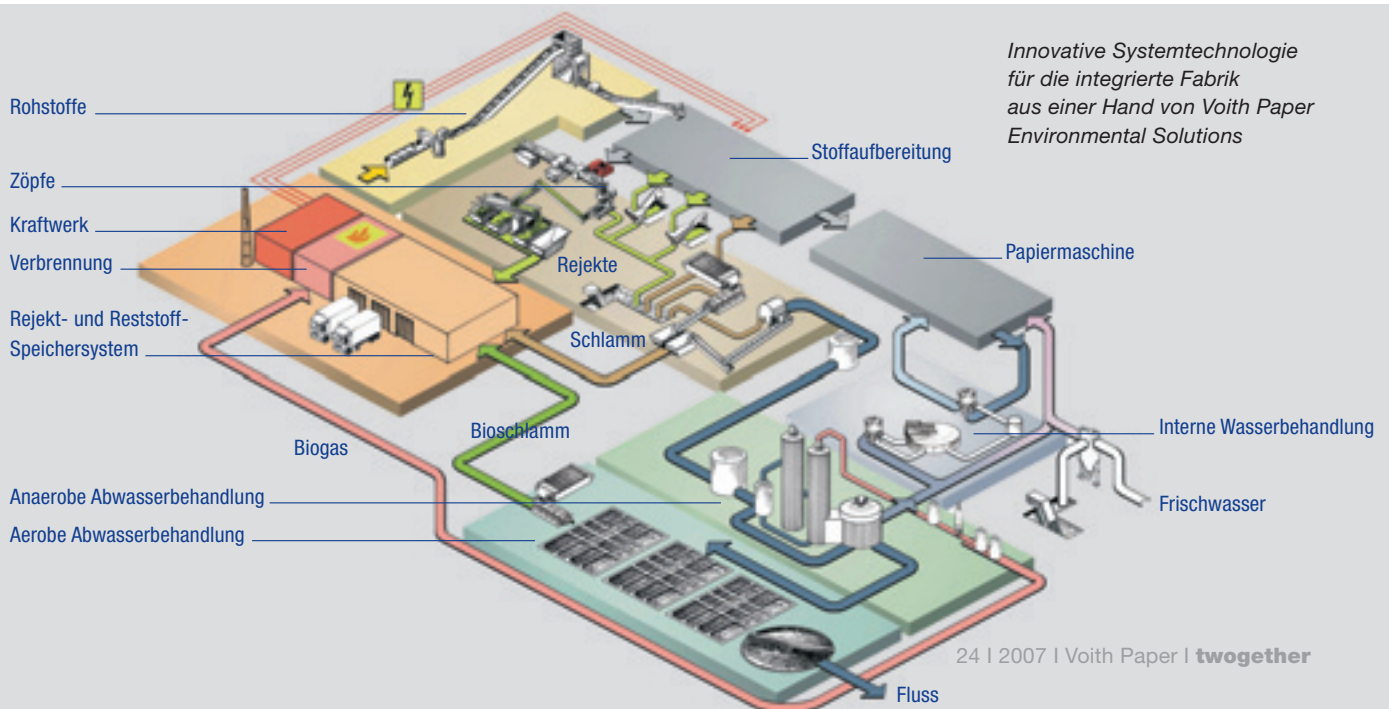 Innovative Systemtechnologie
für die integrierte Fabrik
aus einer Hand von Voith Paper
Environmental Solutions
Rohstoffe
Stoffaufbereitung
Zöpfe
Kraftwerk
Papiermaschine
Verbrennung
Rejekte
Rejekt- und Reststoff-
Speichersystem
Schlamm
Biogas
Bioschlamm
Interne Wasserbehandlung
Anaerobe Abwasserbehandlung
Frischwasser
Aerobe Abwasserbehandlung
24 I 2007 I Voith Paper I twogether
Fluss